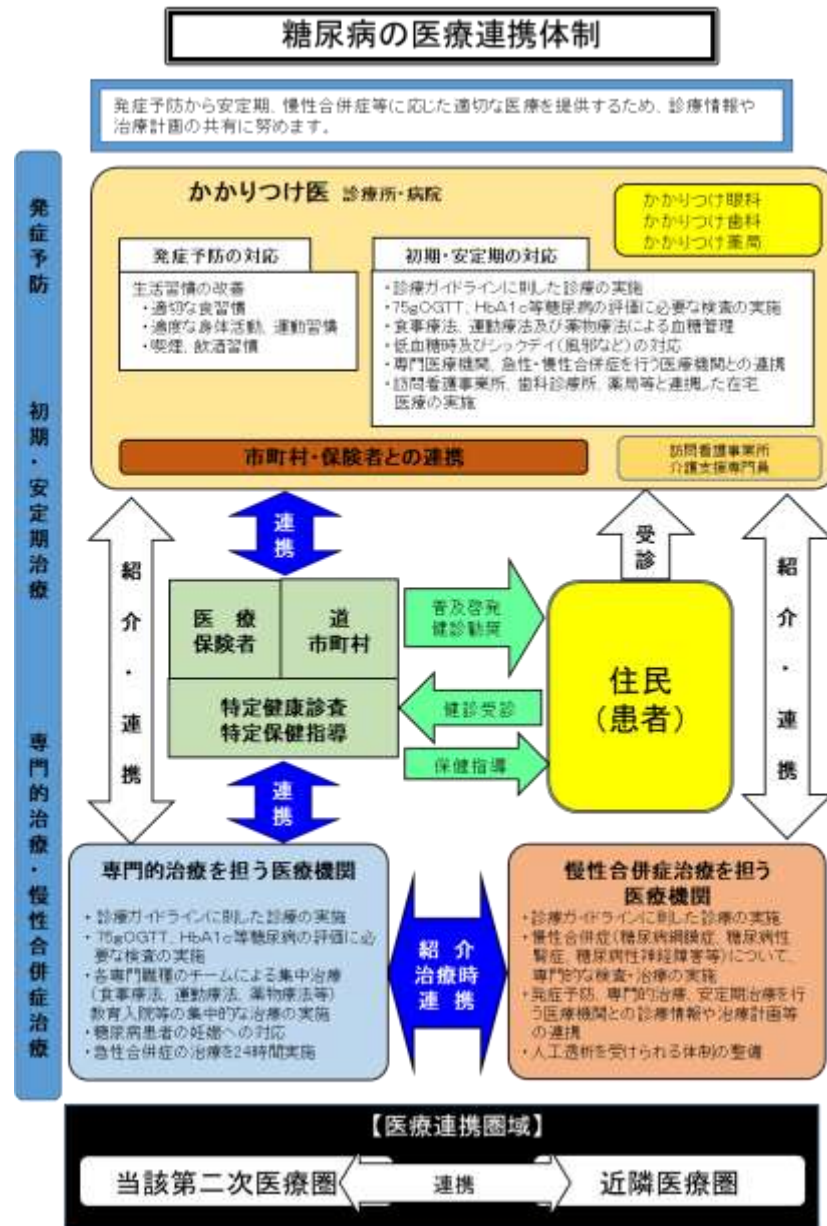 糖尿病の医療連携体制
発症予防から安定期、慢性合併症等に応じた適切な医療を提供するため、診療情報や
治療計画の共有に努めます。
発症予防
初期・安定期治療
専門的治療・慢性合併症治療
かかりつけ医 診療所・病院
かかりつけ眼科
かかりつけ歯科
かかりつけ薬局
発症予防の対応
生活習慣の改善
・適切な食習慣
・適度な身体活動、運動習慣
・喫煙、飲酒習慣
初期・安定期の対応
・診療ガイドラインに則した診療の実施
・75gOGTT、HbA1c等糖尿病の評価に必要な検査の実施
・食事療法、運動療法及び薬物療法による血糖管理
・低血糖時及びシックデイ(風邪など)の対応
・専門医療機関、急性・慢性合併症を行う医療機関との連携
・訪問看護事業所、歯科診療所、薬局等と連携した在宅
医療の実施
市町村・保険者との連携
訪問看護事業所
介護支援専門員
紹介・連携
連携
受診
紹介・連携
医療
保険者
道
市町村
特定健康診査
特定保健指導
普及啓発
健診勧奨
健診受診
保健指導
住民
(患者)
連携
専門的治療を担う医療機関
・診療ガイドラインに則した診療の実施
・75gOGTT、HbA1c等糖尿病の評価に必
要な検査の実施
・各専門職種のチームによる集中治療
(食事療法、運動療法、薬物療法等)
教育入院等の集中的な治療の実施
・糖尿病患者の妊娠への対応
・急性合併症の治療を24時間実施
紹介
治療時
連携
慢性合併症治療を担う
医療機関
・診療ガイドラインに則した診療の実施
・慢性合併症(糖尿病網膜症、糖尿病性
腎症、糖尿病性神経障害等)について、
専門的な検査・治療の実施
・発症予防、専門的治療、安定期治療を行
う医療機関との診療情報や治療計画等
の連携
・人工透析を受けられる体制の整備
【医療連携圏域】
当該第二次医療圏
連携
近隣医療圏